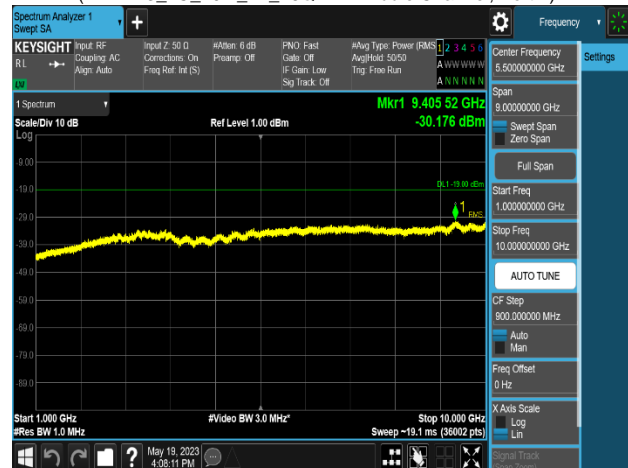 Spectrum Analyzer 1
Swept SA
Frequency
KEYSIGHT
Input: RF
Input Z: 50 Ω
#Atten: 6 dB
PNO: Fast
#Avg Type: Power (RMS
1 2 3 4 5 6
RL
Coupling: AC
Corrections: On
Preamp: Off
Gate: Off
Avg|Hold: 50/50
A W W W W W
Align: Auto
Freq Ref: Int (S)
IF Gain: Low
Trig: Free Run
Sig Track: Off
A N N N N N
Center Frequency
5.500000000 GHz
Settings
Span
9.00000000 GHz
Swept Span
Zero Span
Full Span
Start Freq
1.000000000 GHz
Stop Freq
10.000000000 GHz
AUTO TUNE
CF Step
900.000000 MHz
Auto
Man
Freq Offset
0 Hz
X Axis Scale
Log
Lin
Signal Track
1 Spectrum
Mkr1 9.405 52 GHz
Scale/Div 10 dB
Ref Level 1.00 dBm
-30.176 dBm
Log
-9.00
-19.0
DL1 -19.00 dBm
1
RMS
-29.0
-39.0
-49.0
-59.0
-69.0
-79.0
-89.0
Start 1.000 GHz
#Video BW 3.0 MHz*
Stop 10.000 GHz
#Res BW 1.0 MHz
Sweep ~19.1 ms (36002 pts)
May 19, 2023
4:08:11 PM